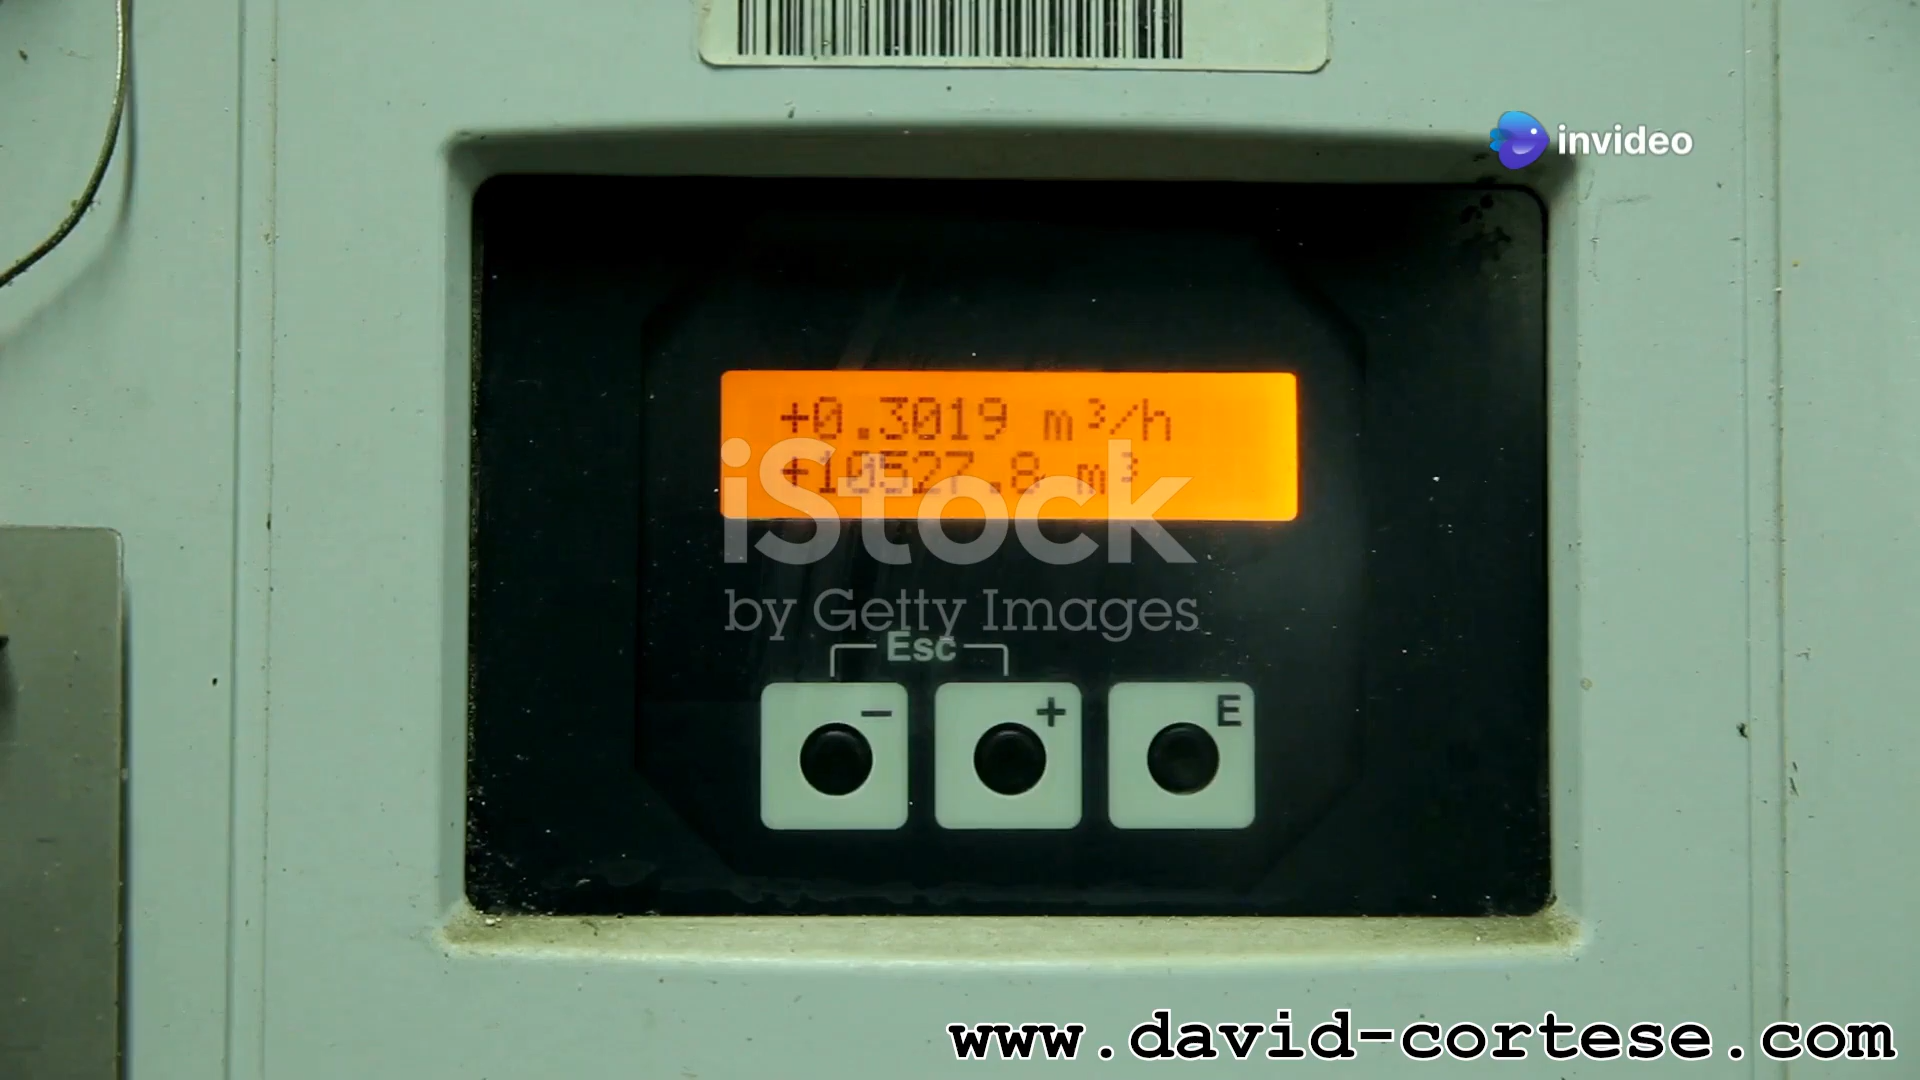 invideo
+0.3019 m³/h
+10527.8 m³
iStock
by Getty Images
Esc
− + E
www.david-cortese.com